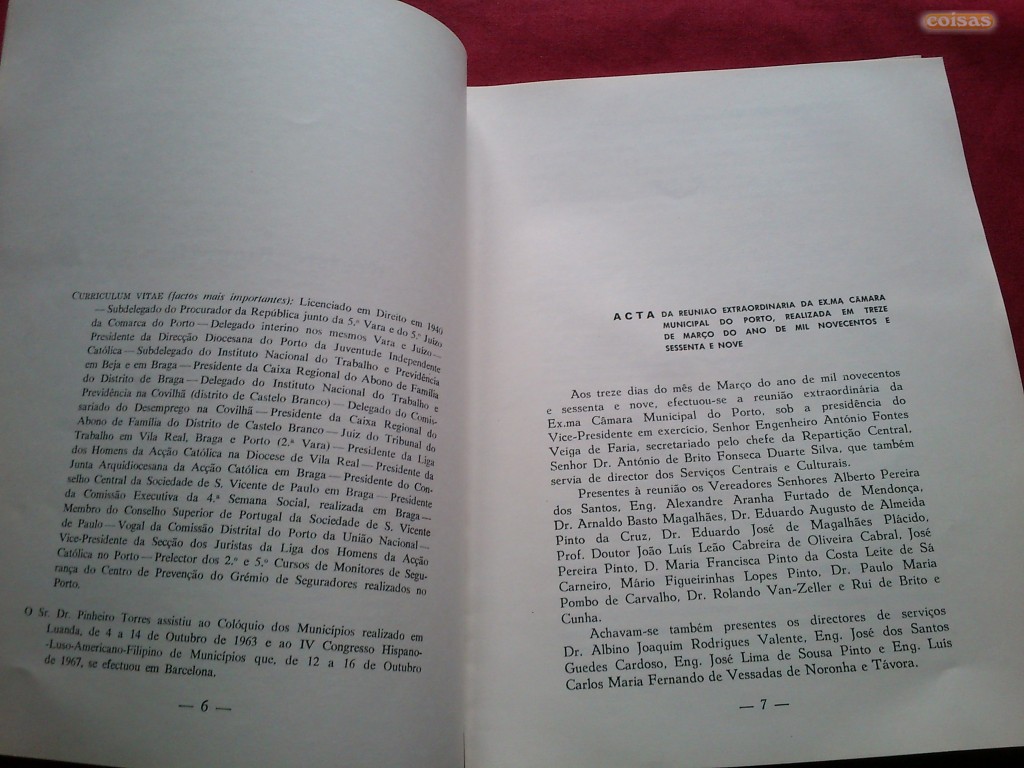 coisas
CURRICULUM VITAE (factos mais importantes): Licenciado em Direito em 1940
— Subdelegado do Procurador da República junto da 5.ª Vara e do 5.º Juízo
da Comarca do Porto — Delegado interino nos mesmos Vara e Juízo —
Presidente da Direcção Diocesana do Porto da Juventude Independente
Católica — Subdelegado do Instituto Nacional do Trabalho e Previdência
em Beja e em Braga — Presidente da Caixa Regional do Abono de Família
do Distrito de Braga — Delegado do Instituto Nacional do Trabalho e
Previdência na Covilhã (distrito de Castelo Branco) — Delegado do Comis-
sariado do Desemprego na Covilhã — Presidente da Caixa Regional do
Abono de Família do Distrito de Castelo Branco — Juiz do Tribunal do
Trabalho em Vila Real, Braga e Porto (2.ª Vara) — Presidente da Liga
dos Homens da Acção Católica na Diocese de Vila Real — Presidente da
Junta Arquidiocesana da Acção Católica em Braga — Presidente do Con-
selho Central da Sociedade de S. Vicente de Paulo em Braga — Presidente
da Comissão Executiva da 4.ª Semana Social, realizada em Braga —
Membro do Conselho Superior de Portugal da Sociedade de S. Vicente
de Paulo — Vogal da Comissão Distrital do Porto da União Nacional —
Vice-Presidente da Secção dos Juristas da Liga dos Homens da Acção
Católica no Porto — Prelector dos 2.º e 5.º Cursos de Monitores de Segu-
rança do Centro de Prevenção do Grémio de Seguradores realizados no
Porto.
O Sr. Dr. Pinheiro Torres assistiu ao Colóquio dos Municípios realizado em
Luanda, de 4 a 14 de Outubro de 1963 e ao IV Congresso Hispano-
-Luso-Americano-Filipino de Municípios que, de 12 a 16 de Outubro
de 1967, se efectuou em Barcelona.
— 6 —
ACTA DA REUNIÃO EXTRAORDINÁRIA DA EX.MA CÂMARA
MUNICIPAL DO PORTO, REALIZADA EM TREZE
DE MARÇO DO ANO DE MIL NOVECENTOS E
SESSENTA E NOVE
Aos treze dias do mês de Março do ano de mil novecentos
e sessenta e nove, efectuou-se a reunião extraordinária da
Ex.ma Câmara Municipal do Porto, sob a presidência do
Vice-Presidente em exercício, Senhor Engenheiro António Fontes
Veiga de Faria, secretariado pelo chefe da Repartição Central,
Senhor Dr. António de Brito Fonseca Duarte Silva, que também
servia de director dos Serviços Centrais e Culturais.
Presentes à reunião os Vereadores Senhores Alberto Pereira
dos Santos, Eng. Alexandre Aranha Furtado de Mendonça,
Dr. Arnaldo Basto Magalhães, Dr. Eduardo Augusto de Almeida
Pinto da Cruz, Dr. Eduardo José de Magalhães Plácido,
Prof. Doutor João Luís Leão Cabreira de Oliveira Cabral, José
Pereira Pinto, D. Maria Francisca Pinto da Costa Leite de Sá
Carneiro, Mário Figueirinhas Lopes Pinto, Dr. Paulo Maria
Pombo de Carvalho, Dr. Rolando Van-Zeller e Rui de Brito e
Cunha.
Achavam-se também presentes os directores de serviços
Dr. Albino Joaquim Rodrigues Valente, Eng. José dos Santos
Guedes Cardoso, Eng. José Lima de Sousa Pinto e Eng. Luís
Carlos Maria Fernando de Vessadas de Noronha e Távora.
— 7 —